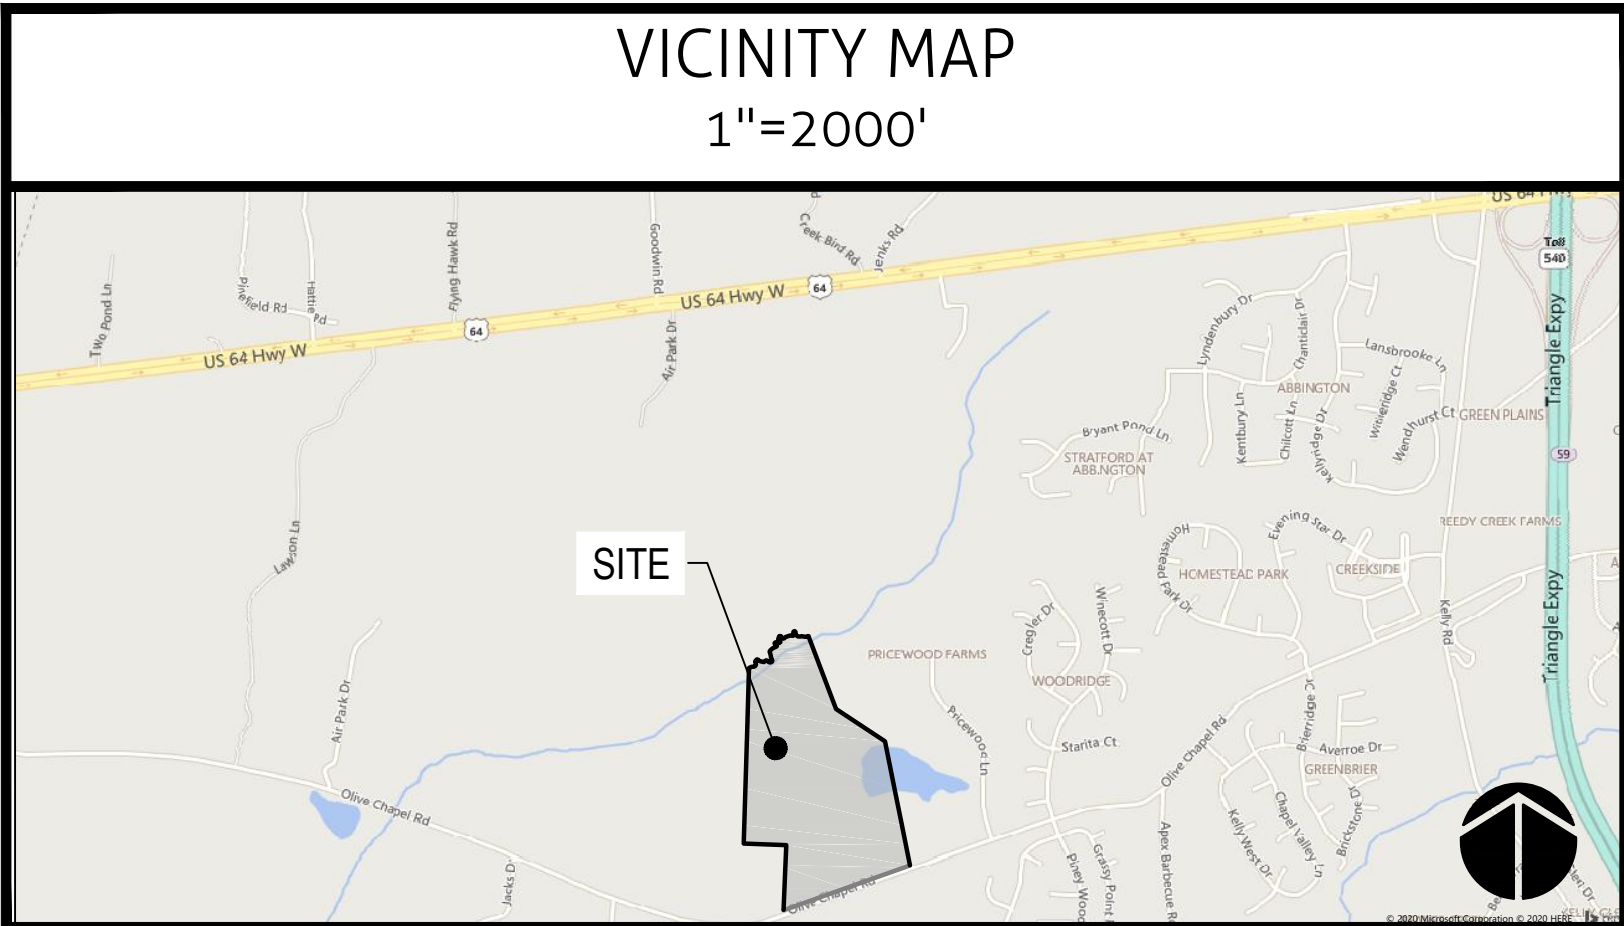 VICINITY MAP
1"=2000'
US 64 Hwy
Toll
540
Creek Bird Rd
Jenks Rd
Goodwin Rd
Flying Hawk Rd
Two Pond Ln
Pinefield Rd
Hattie Rd
US 64 Hwy W
64
US 64 Hwy W
64
Air Park Dr
Triangle Expy
Lyndenbury Dr
Chanticlair Dr
Lansbrooke Ln
ABBINGTON
Witheridge Ct
Wendhurst Ct
GREEN PLAINS
Kentbury Ln
Chilcott Ln
Kellyridge Dr
Bryant Pond Ln
STRATFORD AT
ABBINGTON
59
Lawson Ln
SITE
Homestead Park Dr
Evening Star Dr
REEDY CREEK FARMS
HOMESTEAD PARK
CREEKSIDE
Kelly Rd
Triangle Expy
Cregler Dr
Winecott Dr
PRICEWOOD FARMS
WOODRIDGE
Air Park Dr
Pricewood Ln
Starita Ct
Olive Chapel Rd
Brierridge Dr
Averroe Dr
GREENBRIER
Olive Chapel Rd
Kelly West Dr
Chapel Valley Ln
Brickstone Dr
Jacks D
Olive Chapel Rd
Piney Wood
Grassy Point
Apex Barbecue R
© 2020 Microsoft Corporation © 2020 HERE